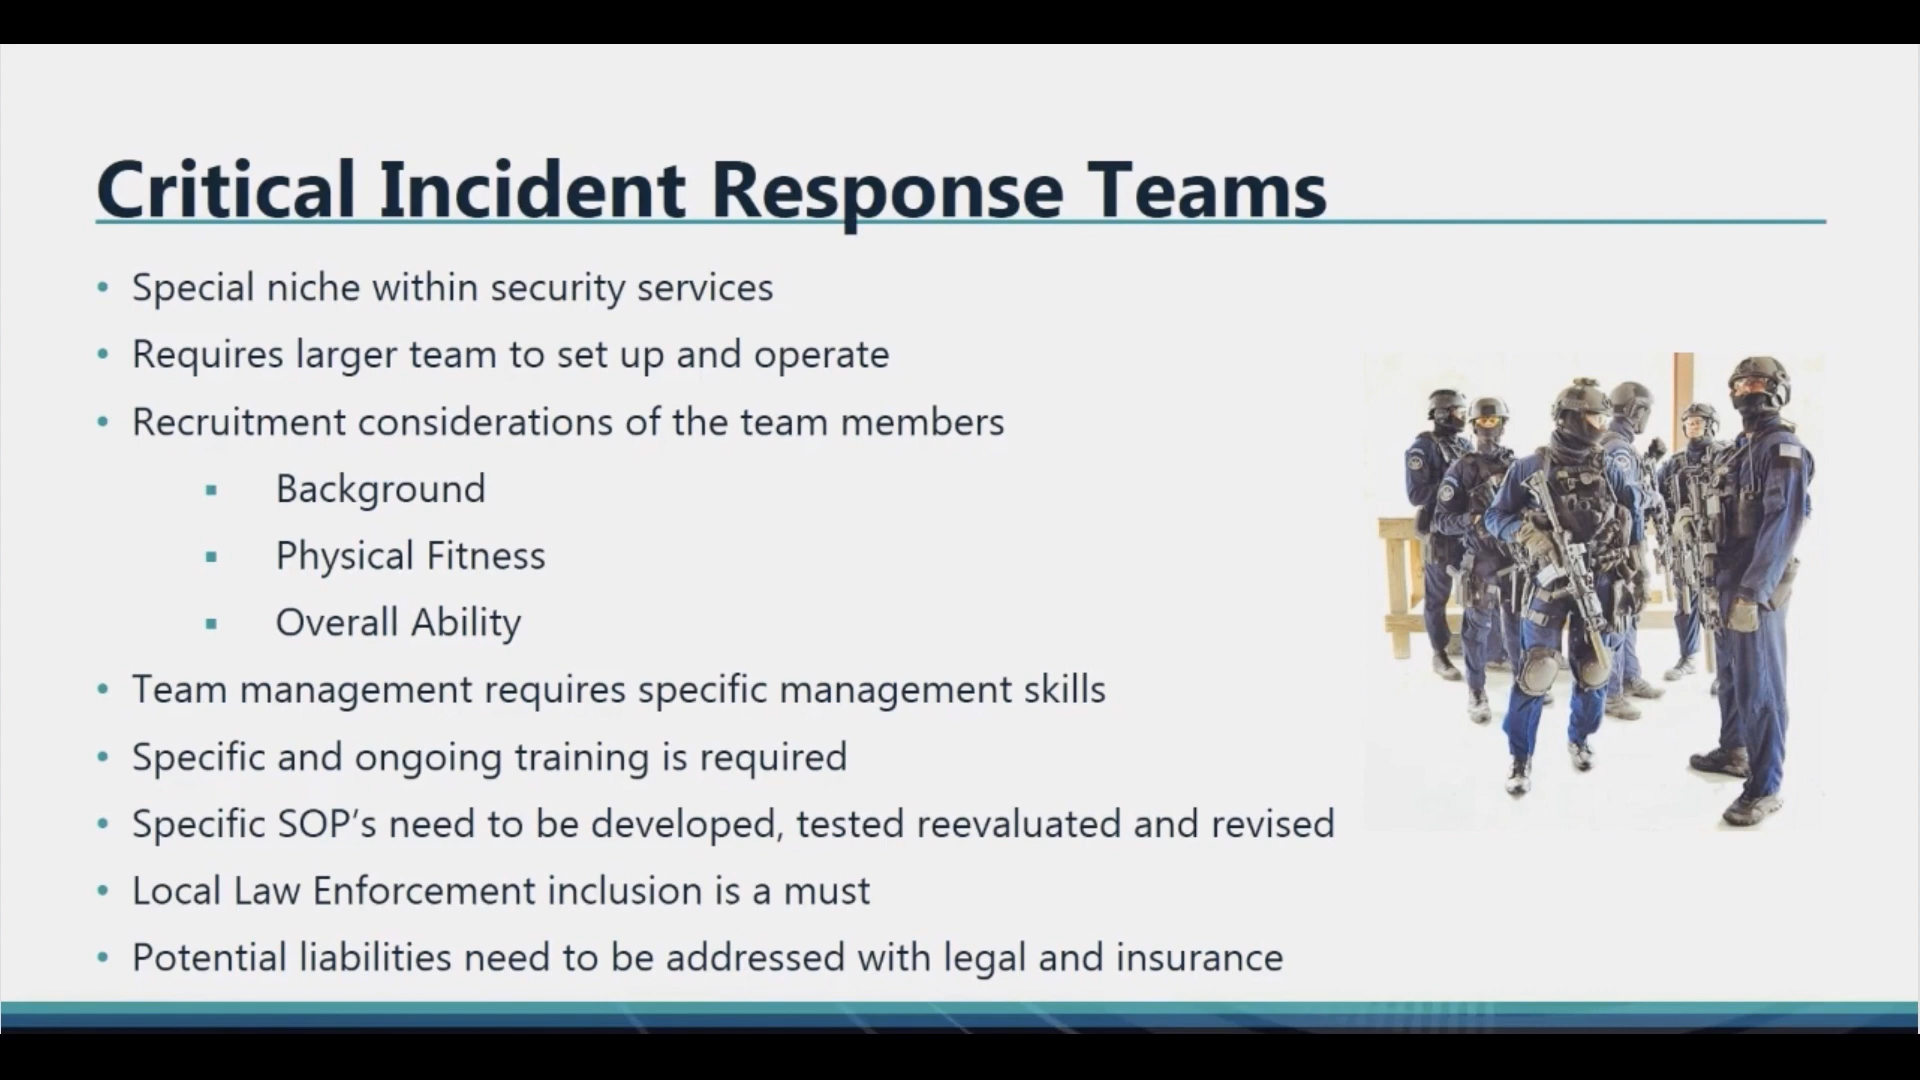 Critical Incident Response Teams
• Special niche within security services
• Requires larger team to set up and operate
• Recruitment considerations of the team members
▪ Background
▪ Physical Fitness
▪ Overall Ability
• Team management requires specific management skills
• Specific and ongoing training is required
• Specific SOP’s need to be developed, tested reevaluated and revised
• Local Law Enforcement inclusion is a must
• Potential liabilities need to be addressed with legal and insurance